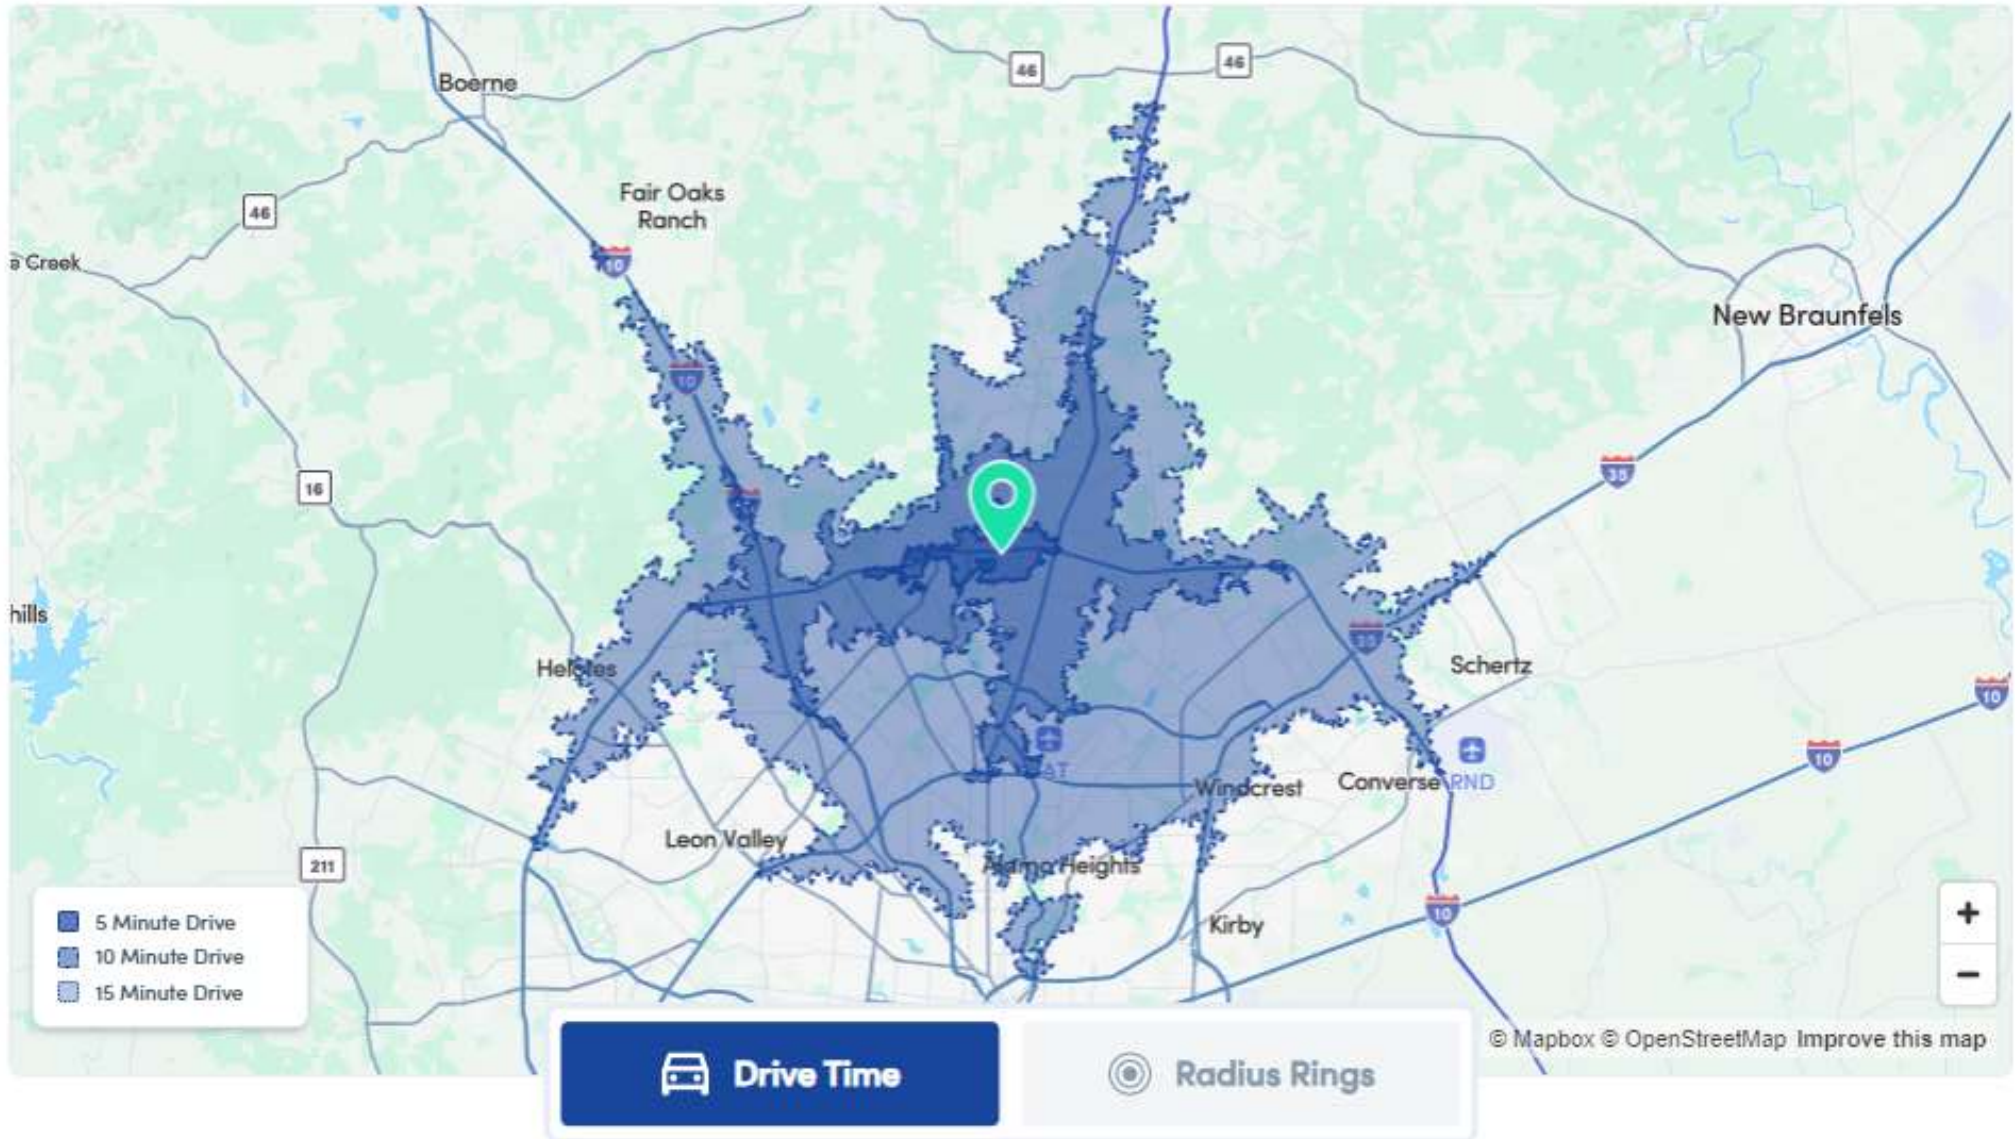 46
46
Boerne
Fair Oaks
Ranch
46
10
e Creek
New Braunfels
10
35
16
hills
Helotes
35
Schertz
10
10
Windcrest
Converse
RND
Leon Valley
Alamo Heights
211
10
Kirby
5 Minute Drive
10 Minute Drive
15 Minute Drive
+
−
© Mapbox © OpenStreetMap Improve this map
Drive Time
Radius Rings